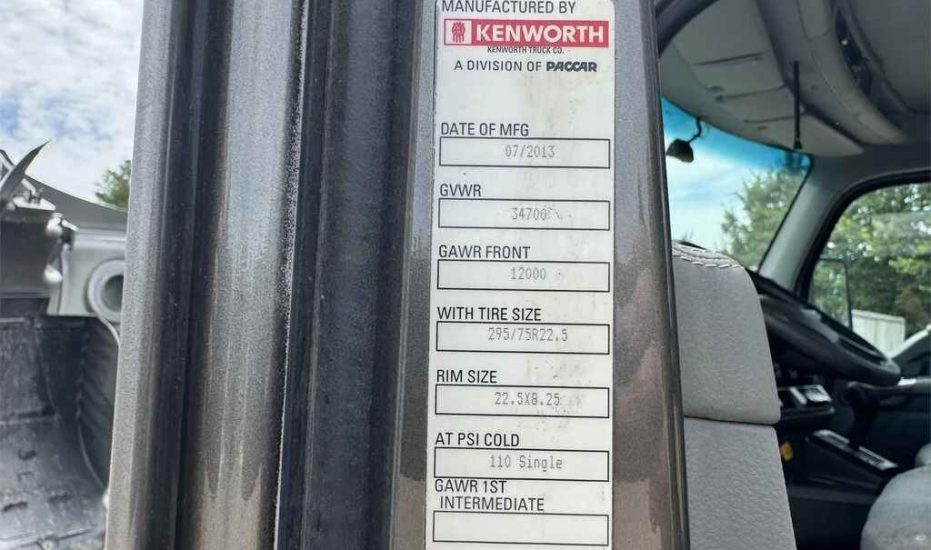 MANUFACTURED BY
KENWORTH
KENWORTH TRUCK CO.
A DIVISION OF PACCAR
DATE OF MFG
07/2013
GVWR
34700
GAWR FRONT
12000
WITH TIRE SIZE
295/75R22.5
RIM SIZE
22.5X8.25
AT PSI COLD
110 Single
GAWR 1ST
INTERMEDIATE